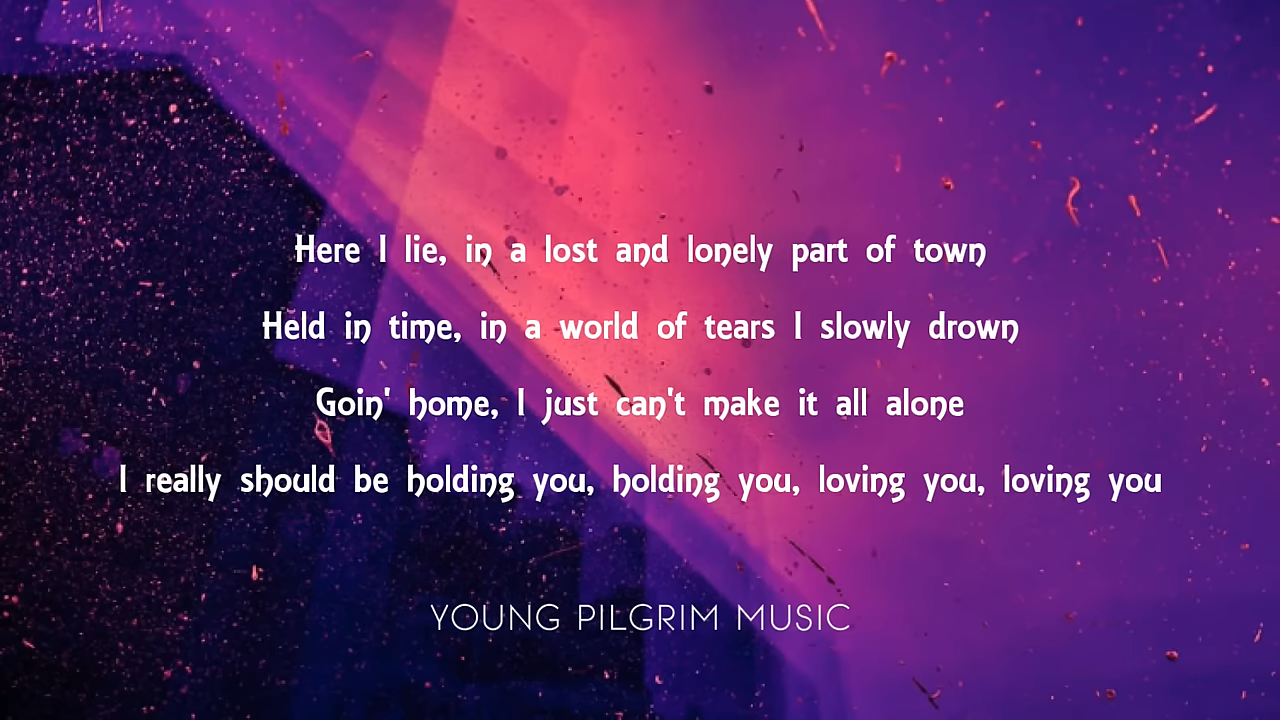 Here I lie, in a lost and lonely part of town
Held in time, in a world of tears I slowly drown
Goin' home, I just can't make it all alone
I really should be holding you, holding you, loving you, loving you
YOUNG PILGRIM MUSIC